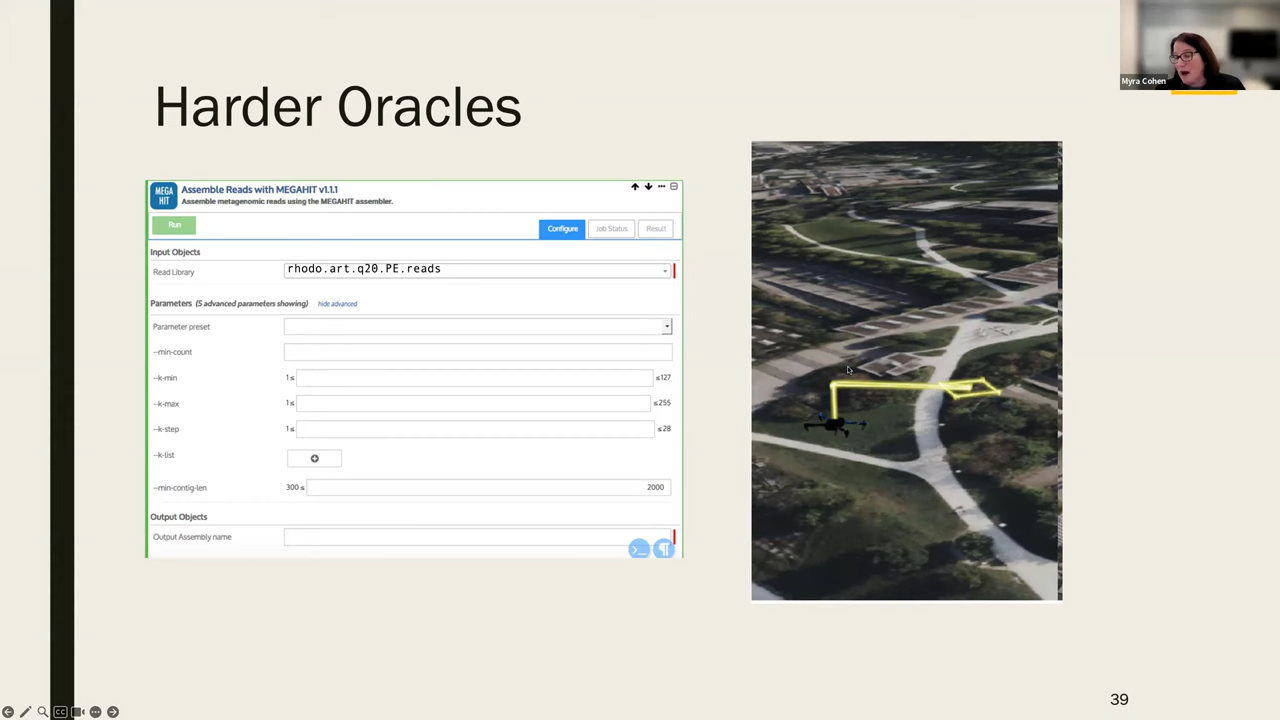 Myra Cohen
Harder Oracles
MEGA HIT
Assemble Reads with MEGAHIT v1.1.1
Assemble metagenomic reads using the MEGAHIT assembler.
Run
Configure
Job Status
Result
Input Objects
Read Library
rhodo.art.q20.PE.reads
Parameters (5 advanced parameters showing) hide advanced
Parameter preset
--min-count
--k-min 1≤ ≤127
--k-max 1≤ ≤255
--k-step 1≤ ≤28
--k-list
--min-contig-len 300 ≤ 2000
Output Objects
Output Assembly name
39
CC